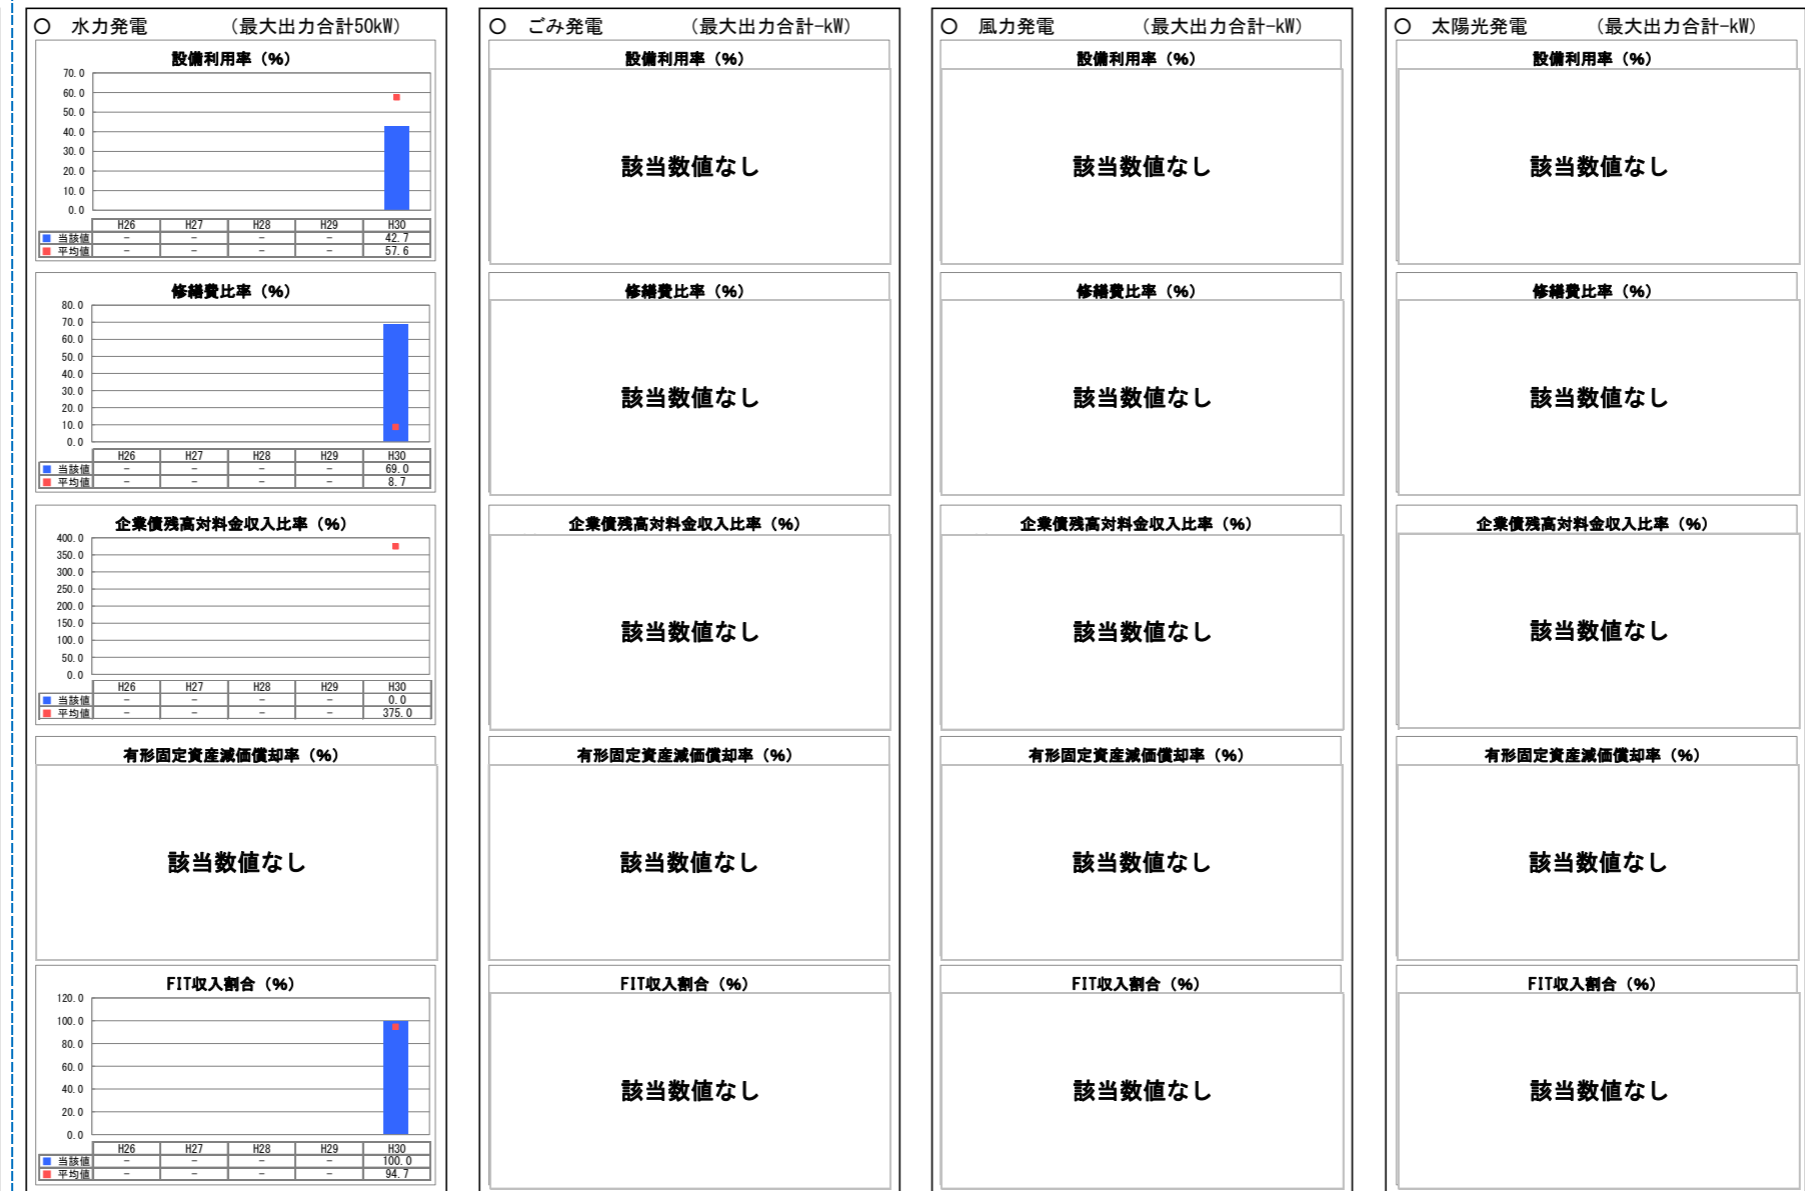 ○ 水力発電 （最大出力合計50kW）
設備利用率（%）
70.0
60.0
50.0
40.0
30.0
20.0
10.0
0.0
H26 H27 H28 H29 H30
当該値 － － － － 42.7
平均値 － － － － 57.6
修繕費比率（%）
80.0
70.0
60.0
50.0
40.0
30.0
20.0
10.0
0.0
H26 H27 H28 H29 H30
当該値 － － － － 69.0
平均値 － － － － 8.7
企業債残高対料金収入比率（%）
400.0
350.0
300.0
250.0
200.0
150.0
100.0
50.0
0.0
H26 H27 H28 H29 H30
当該値 － － － － 0.0
平均値 － － － － 375.0
有形固定資産減価償却率（%）
該当数値なし
FIT収入割合（%）
120.0
100.0
80.0
60.0
40.0
20.0
0.0
H26 H27 H28 H29 H30
当該値 － － － － 100.0
平均値 － － － － 94.7
○ ごみ発電 （最大出力合計-kW）
設備利用率（%）
該当数値なし
修繕費比率（%）
該当数値なし
企業債残高対料金収入比率（%）
該当数値なし
有形固定資産減価償却率（%）
該当数値なし
FIT収入割合（%）
該当数値なし
○ 風力発電 （最大出力合計-kW）
設備利用率（%）
該当数値なし
修繕費比率（%）
該当数値なし
企業債残高対料金収入比率（%）
該当数値なし
有形固定資産減価償却率（%）
該当数値なし
FIT収入割合（%）
該当数値なし
○ 太陽光発電 （最大出力合計-kW）
設備利用率（%）
該当数値なし
修繕費比率（%）
該当数値なし
企業債残高対料金収入比率（%）
該当数値なし
有形固定資産減価償却率（%）
該当数値なし
FIT収入割合（%）
該当数値なし